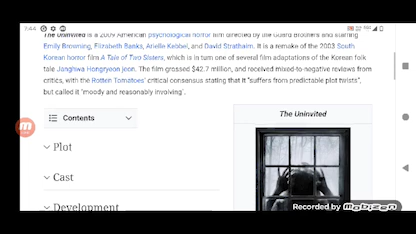 7:44
The Uninvited is a 2009 American psychological horror film directed by the Guard Brothers and starring
Emily Browning, Elizabeth Banks, Arielle Kebbel, and David Strathairn. It is a remake of the 2003 South
Korean horror film A Tale of Two Sisters, which is in turn one of several film adaptations of the Korean folk
tale Janghwa Hongryeon jeon. The film grossed $42.7 million, and received mixed-to-negative reviews from
critics, with the Rotten Tomatoes' critical consensus stating that it "suffers from predictable plot twists",
but called it "moody and reasonably involving".
Contents
The Uninvited
Plot
Cast
Development
Recorded by Mobizen